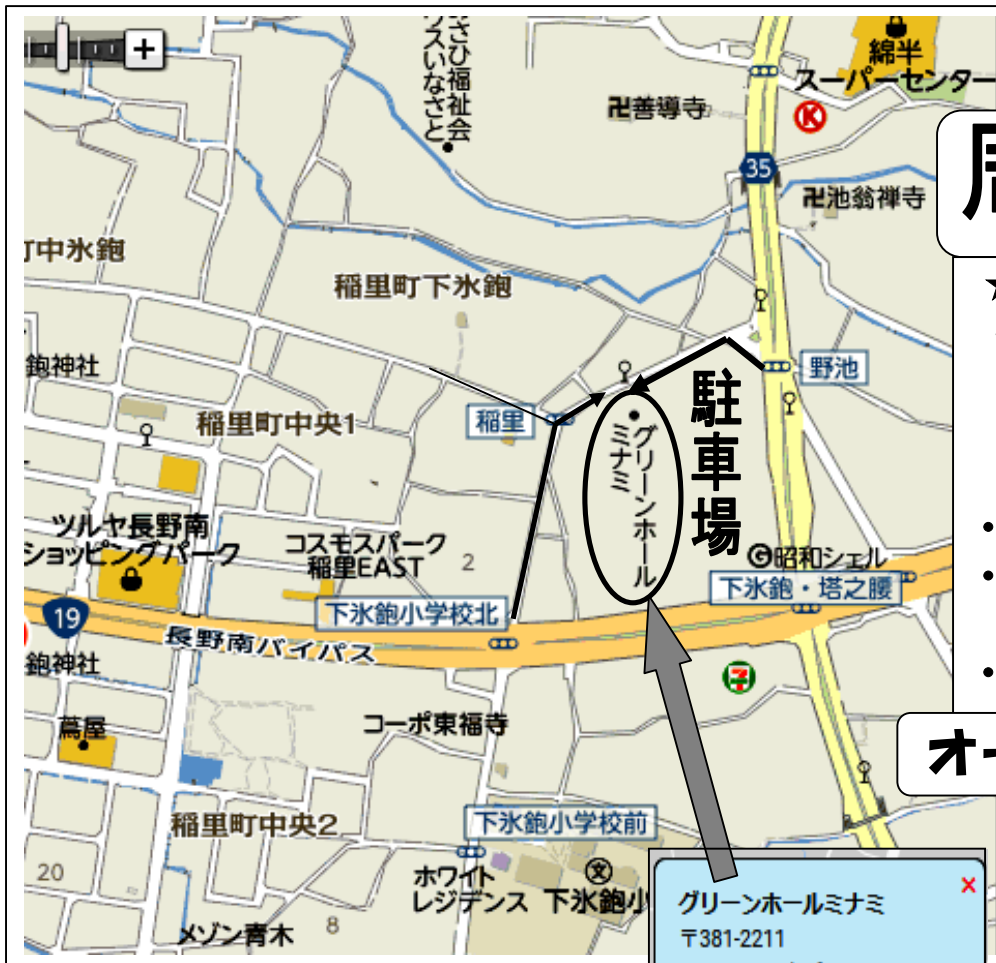 +
さひ福祉会
スいなさと
卍善導寺
K
綿半
スーパーセンター
35
卍池翁禅寺
町中氷鉋
稲里町下氷鉋
鉋神社
稲里町中央1
稲里
野池
駐車場
グリーンホール
ミナミ
ツルヤ長野南
ショッピングパーク
コスモスパーク
稲里EAST
2
昭和シェル
下氷鉋・塔之腰
下氷鉋小学校北
19
長野南バイパス
鉋神社
蔦屋
コーポ東福寺
稲里町中央2
下氷鉋小学校前
20
ホワイト
レジデンス
文
下氷鉋小
メゾン青木
8
グリーンホールミナミ
〒381-2211
×
★
・
・
・
オー